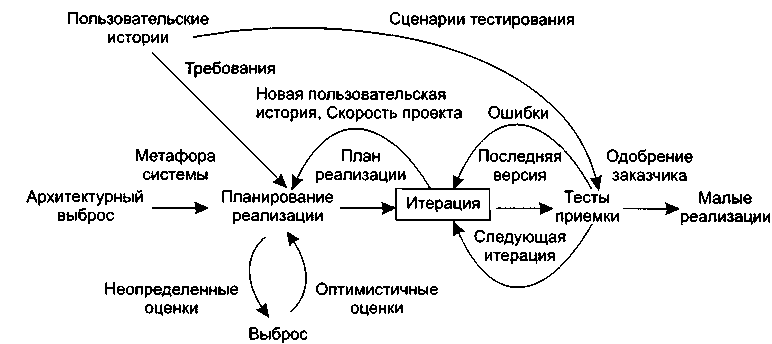 Пользовательские
истории
Сценарии тестирования
Требования
Новая пользовательская
история, Скорость проекта
Ошибки
Метафора
системы
План
реализации
Последняя
версия
Одобрение
заказчика
Архитектурный
выброс
Планирование
реализации
Итерация
Тесты
приемки
Малые
реализации
Следующая
итерация
Неопределенные
оценки
Оптимистичные
оценки
Выброс